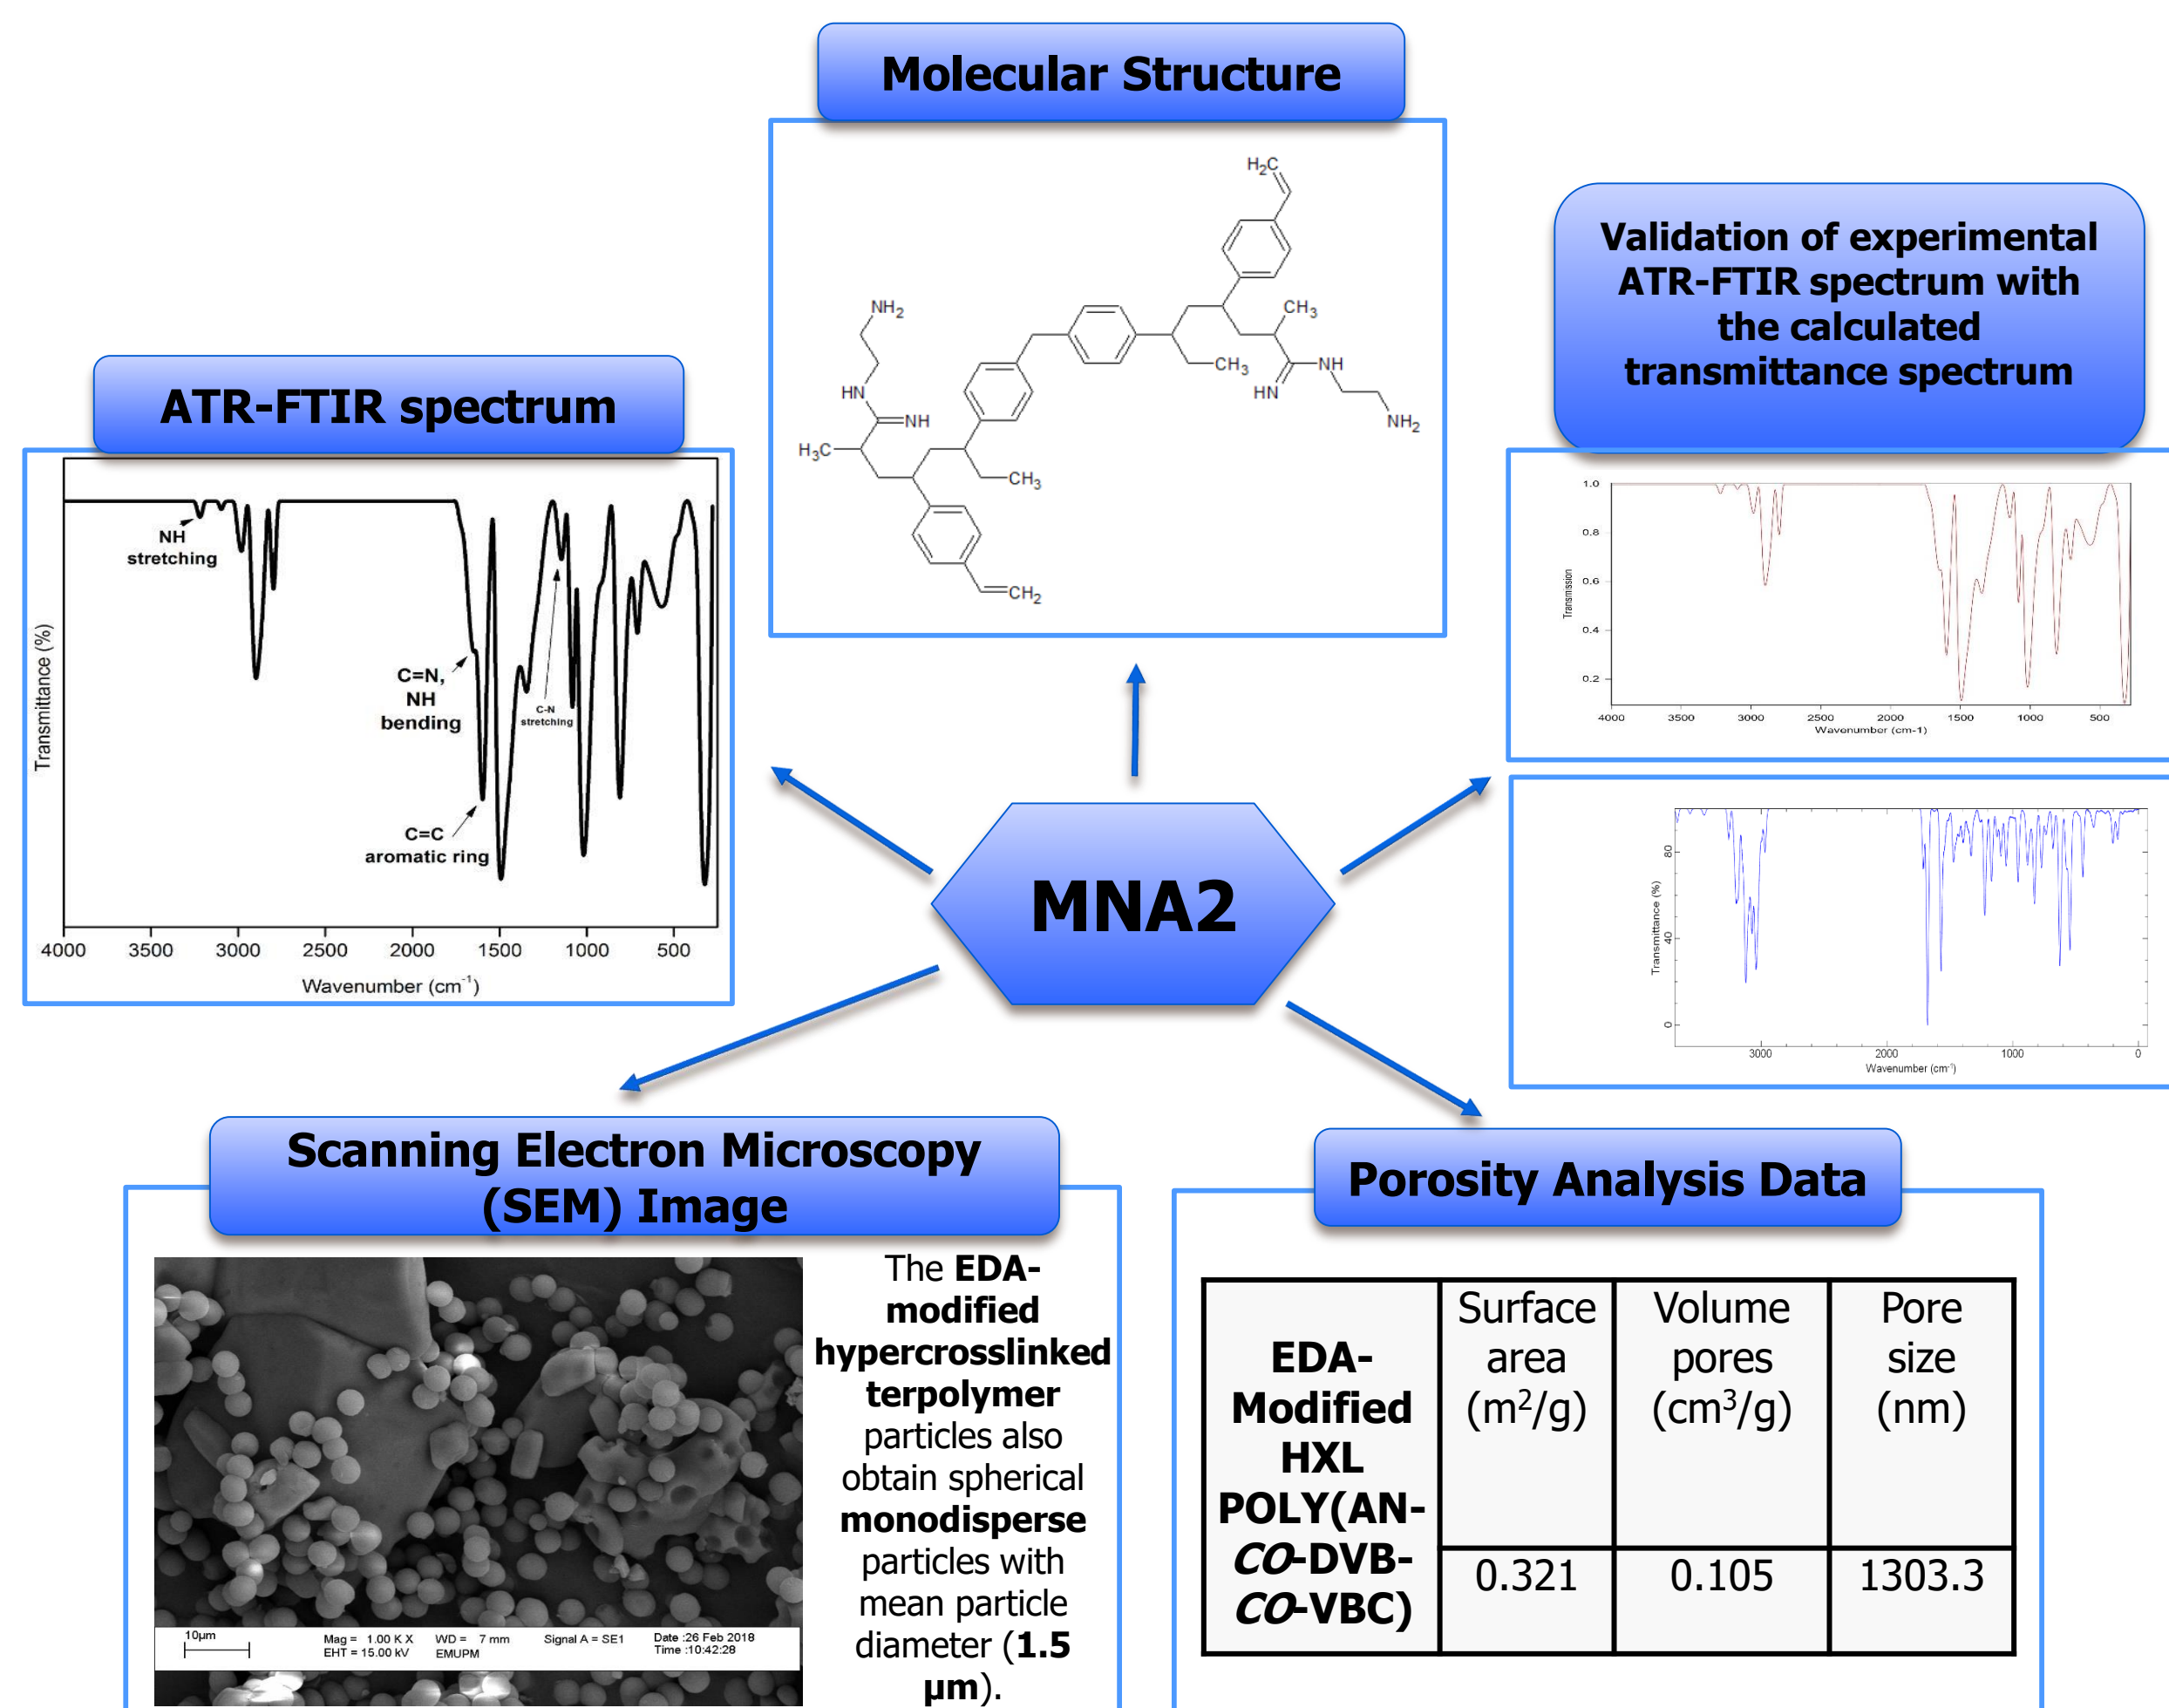 Molecular Structure
H₂C
NH₂
CH₃
CH₃
NH
HN
NH₂
HN
NH
H₃C
CH₃
CH₂
Validation of experimental
ATR-FTIR spectrum with
the calculated
transmittance spectrum
ATR-FTIR spectrum
Transmittance (%)
NH
stretching
C=N,
NH
bending
C-N
stretching
C=C
aromatic ring
4000 3500 3000 2500 2000 1500 1000 500
Wavenumber (cm⁻¹)
Transmission
1.0
0.8
0.6
0.4
0.2
4000 3500 3000 2500 2000 1500 1000 500
Wavenumber (cm-1)
Transmittance (%)
80
40
0
3000 2000 1000 0
Wavenumber (cm⁻¹)
MNA2
Scanning Electron Microscopy
(SEM) Image
10µm
Mag = 1.00 K X WD = 7 mm Signal A = SE1 Date :26 Feb 2018
EHT = 15.00 kV EMUPM Time :10:42:28
The EDA-
modified
hypercrosslinked
terpolymer
particles also
obtain spherical
monodisperse
particles with
mean particle
diameter (1.5
µm).
Porosity Analysis Data
EDA-
Modified
HXL
POLY(AN-
CO-DVB-
CO-VBC)
Surface
area
(m²/g)
Volume
pores
(cm³/g)
Pore
size
(nm)
0.321 0.105 1303.3